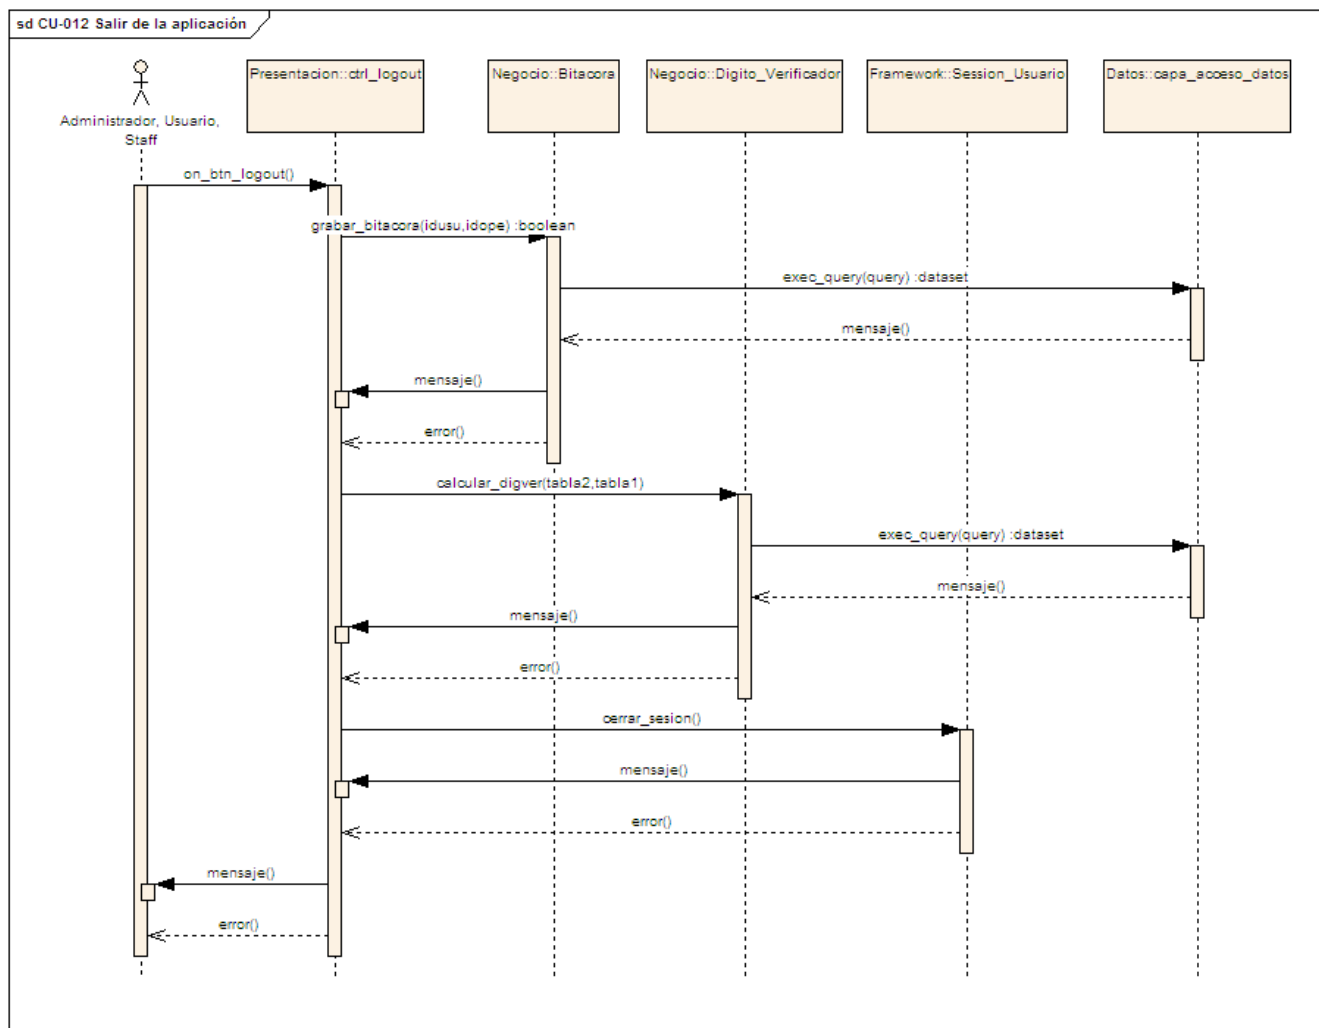 sd CU-012 Salir de la aplicación
Administrador, Usuario,
Staff
Presentacion::ctrl_logout
Negocio::Bitacora
Negocio::Digito_Verificador
Framework::Session_Usuario
Datos::capa_acceso_datos
on_btn_logout()
grabar_bitacora(idusu,idope) :boolean
exec_query(query) :dataset
mensaje()
mensaje()
error()
calcular_digver(tabla2,tabla1)
exec_query(query) :dataset
mensaje()
mensaje()
error()
cerrar_sesion()
mensaje()
error()
mensaje()
error()